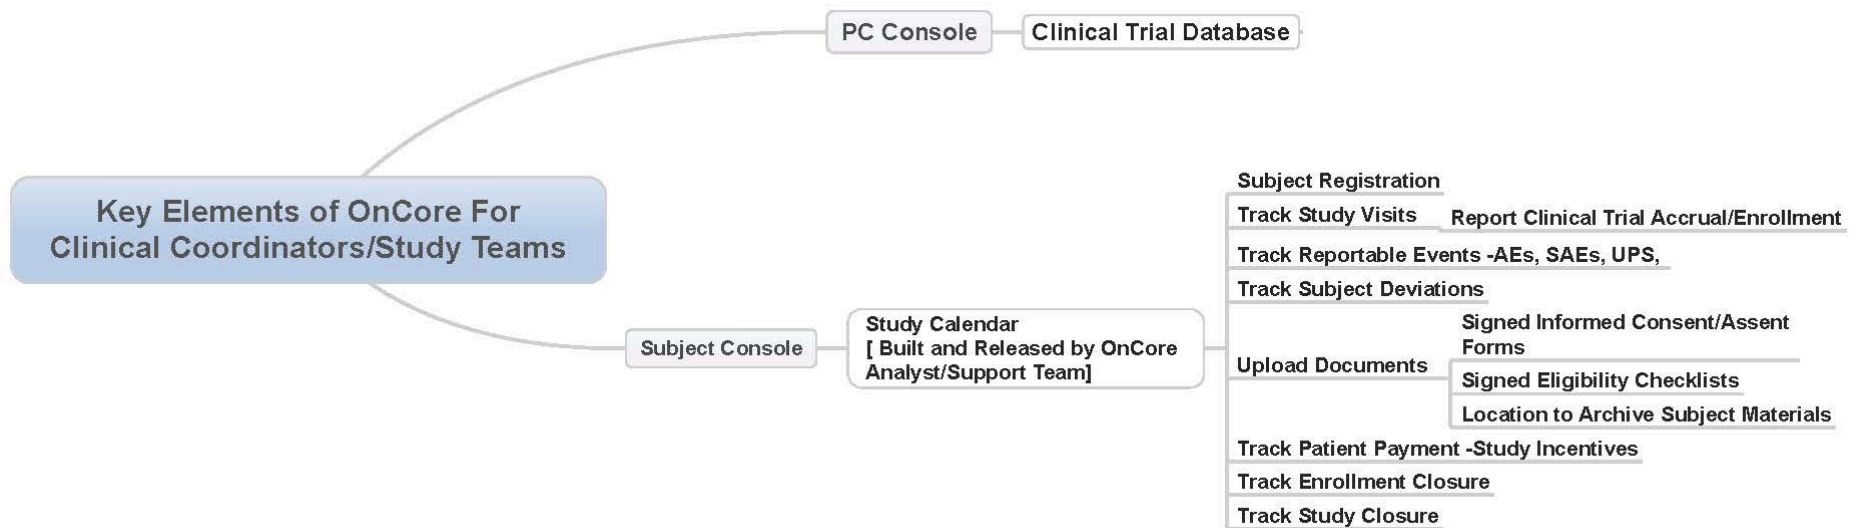 PC Console
Clinical Trial Database
Key Elements of OnCore For
Clinical Coordinators/Study Teams
Subject Console
Study Calendar
[ Built and Released by OnCore
Analyst/Support Team]
Subject Registration
Track Study Visits
Report Clinical Trial Accrual/Enrollment
Track Reportable Events -AEs, SAEs, UPS,
Track Subject Deviations
Upload Documents
Signed Informed Consent/Assent
Forms
Signed Eligibility Checklists
Location to Archive Subject Materials
Track Patient Payment -Study Incentives
Track Enrollment Closure
Track Study Closure